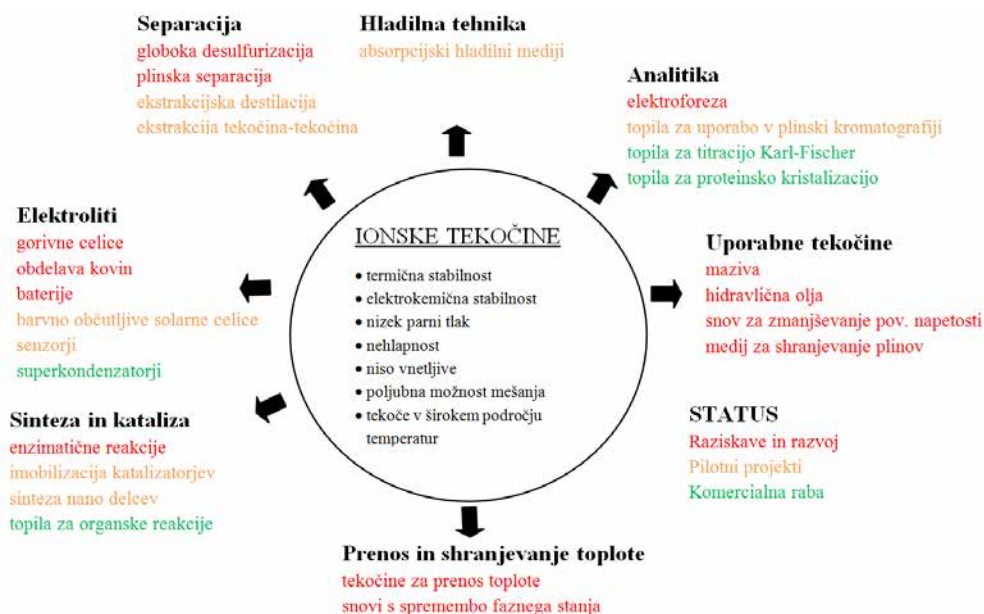 Separacija
globoka desulfurizacija
plinska separacija
ekstrakcijska destilacija
ekstrakcija tekočina-tekočina
Hladilna tehnika
absorpcijski hladilni mediji
Analitika
elektroforeza
topila za uporabo v plinski kromatografiji
topila za titracijo Karl-Fischer
topila za proteinsko kristalizacijo
Elektroliti
gorivne celice
obdelava kovin
baterije
barvno občutljive solarne celice
senzorji
superkondenzatorji
IONSKE TEKOČINE
• termična stabilnost
• elektrokemična stabilnost
• nizek parni tlak
• nehlapnost
• niso vnetljive
• poljubna možnost mešanja
• tekoče v širokem področju
temperatur
Uporabne tekočine
maziva
hidravlična olja
snov za zmanjševanje pov. napetosti
medij za shranjevanje plinov
Sinteza in kataliza
enzimatične reakcije
imobilizacija katalizatorjev
sinteza nano delcev
topila za organske reakcije
STATUS
Raziskave in razvoj
Pilotni projekti
Komercialna raba
Prenos in shranjevanje toplote
tekočine za prenos toplote
snovi s spremembo faznega stanja